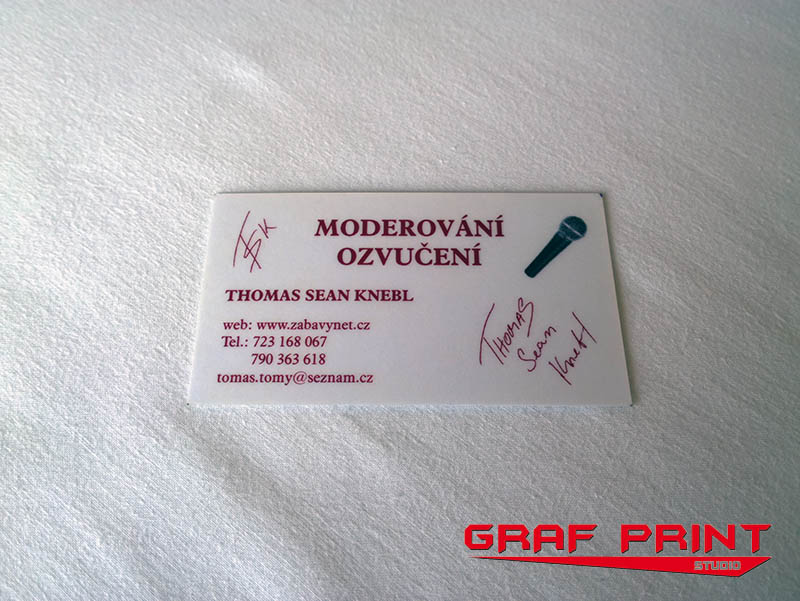 TSK
MODEROVÁNÍ
OZVUČENÍ
THOMAS SEAN KNEBL
web: www.zabavynet.cz
Tel.: 723 168 067
790 363 618
tomas.tomy@seznam.cz
THOMAS
Sean
Knebl
GRAF PRINT
STUDIO